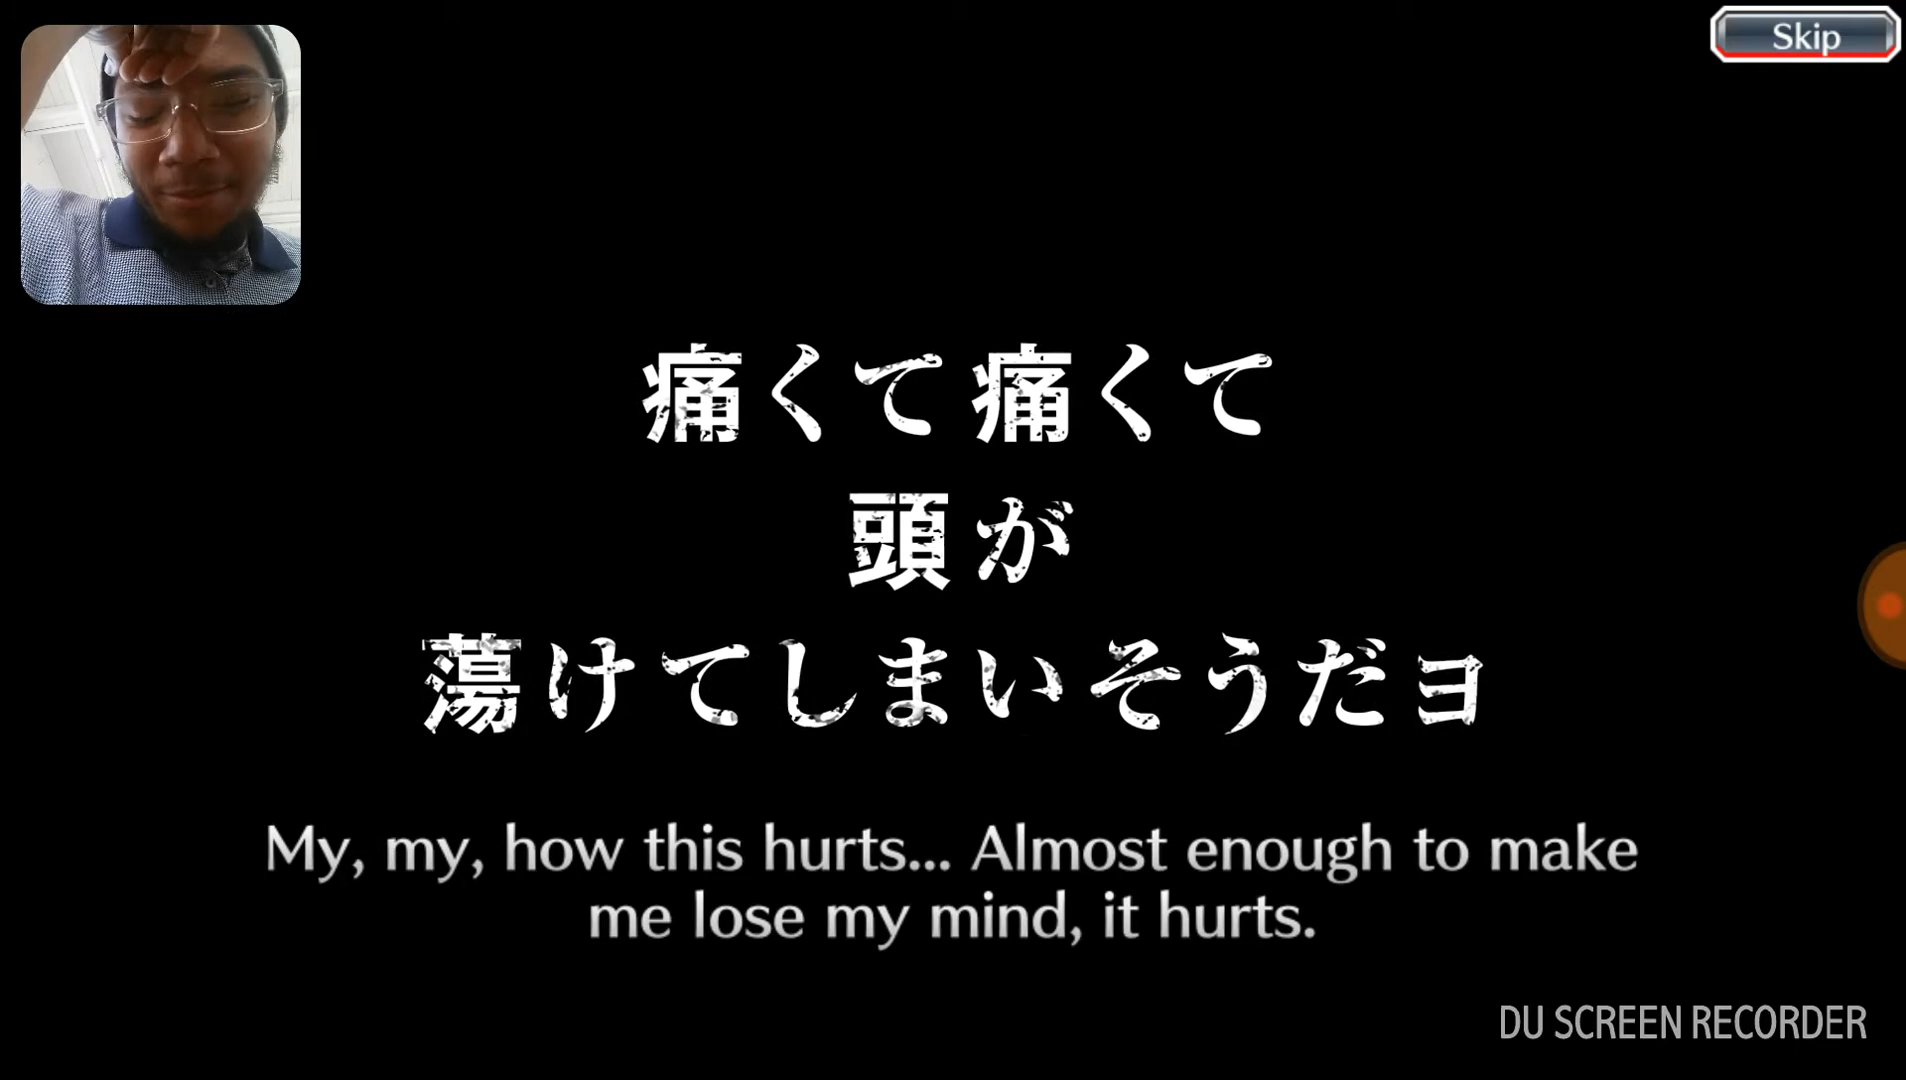 Skip
痛くて痛くて
頭が
蕩けてしまいそうだヨ
My, my, how this hurts... Almost enough to make
me lose my mind, it hurts.
DU SCREEN RECORDER